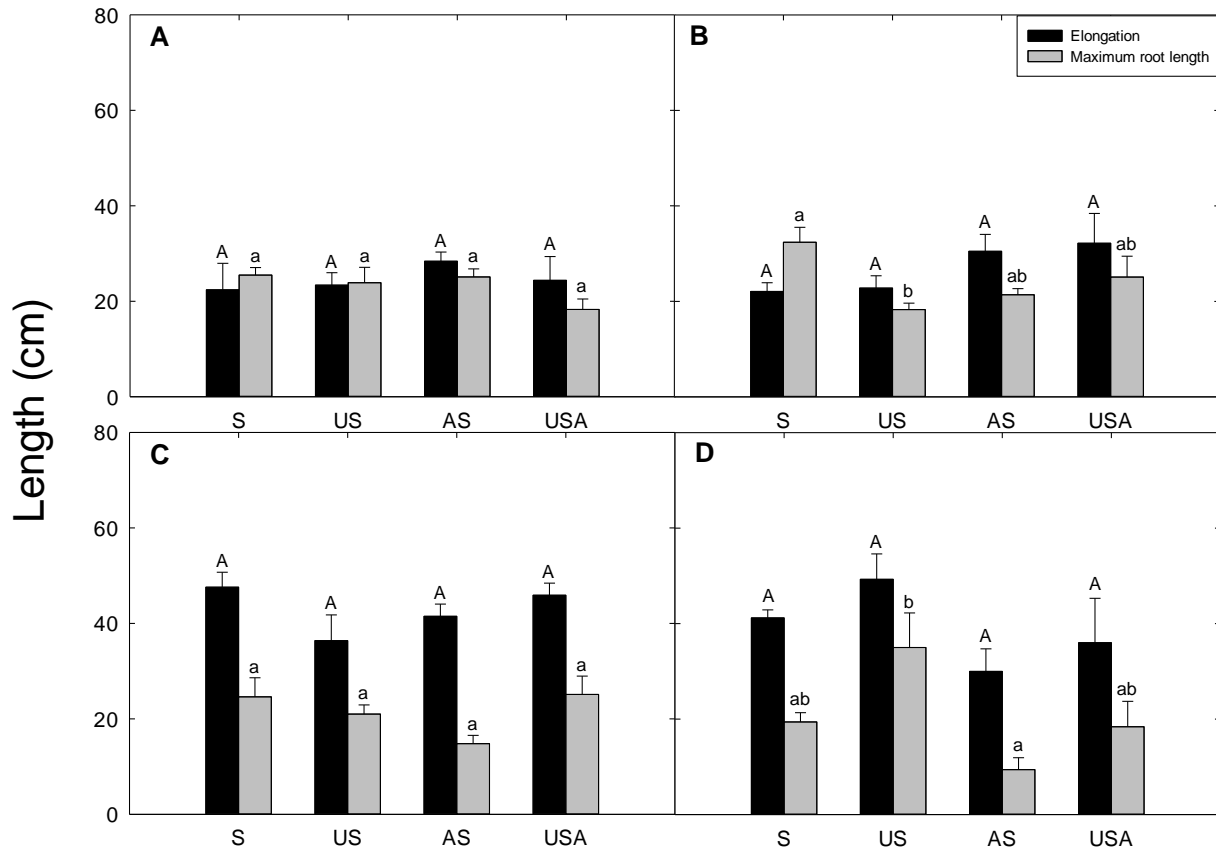 80
60
40
20
0
A
A a
A a
A a
A a
S US AS USA
B
Elongation
Maximum root length
A a
A b
A ab
A ab
S US AS USA
Length (cm)
80
60
40
20
0
C
A a
A a
A a
A a
S US AS USA
D
A ab
A b
A a
A ab
S US AS USA